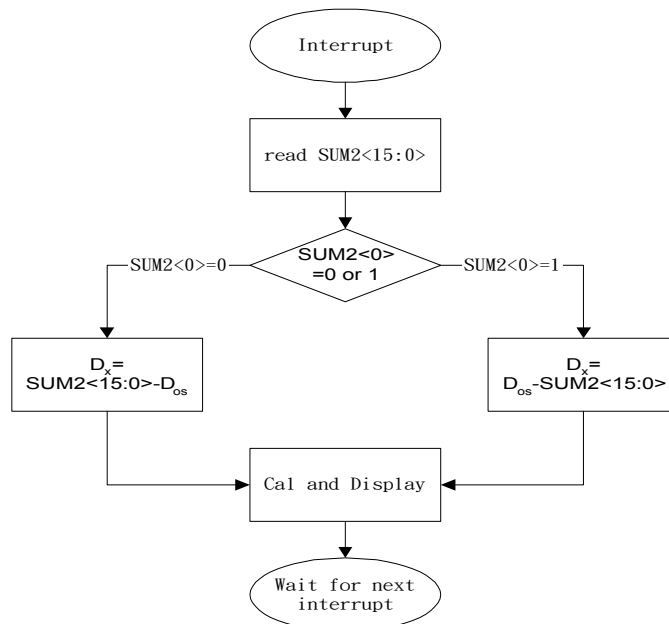 Interrupt
read SUM2<15:0>
SUM2<0>
=0 or 1
SUM2<0>=0
SUM2<0>=1
Dx=
SUM2<15:0>-Dos
Dx=
Dos-SUM2<15:0>
Cal and Display
Wait for next
interrupt